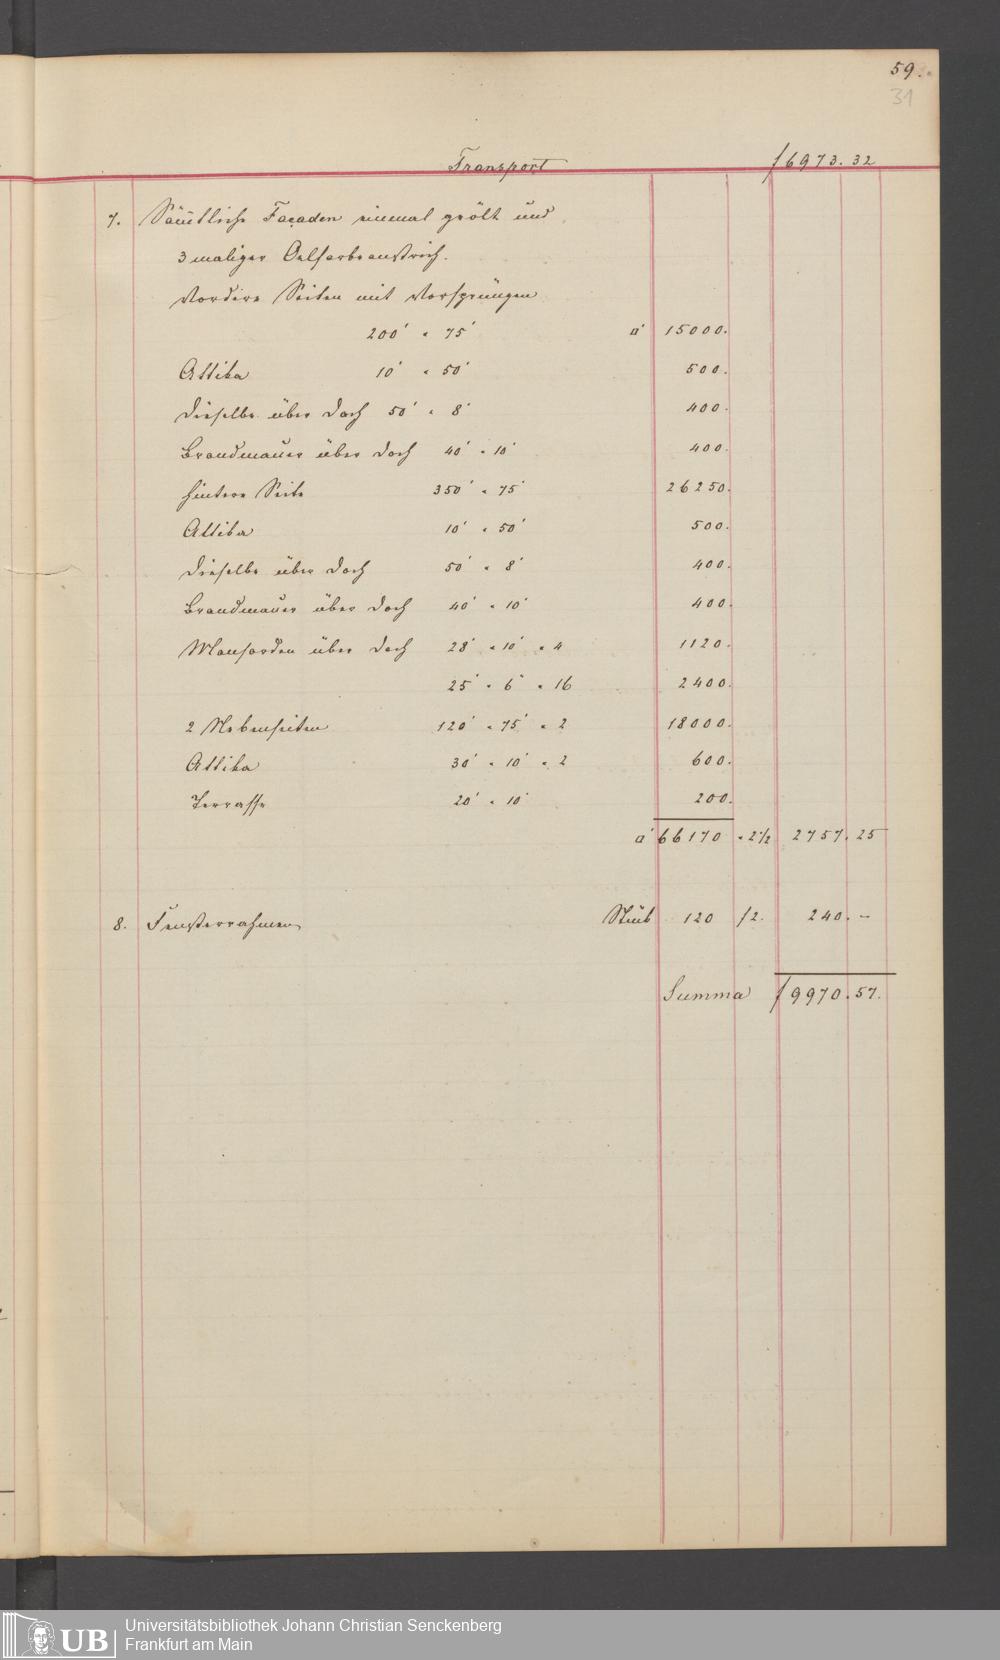 59.
31
Transport f 6973. 32
7. Sämtliche Façaden einmal geölt und
3 maliger Oelfarbeanstrich.
Vordere Seiten mit Vorsprüngen
200' " 75' a' 15000.
Attika 10' " 50' 500.
Dieselbe über Dach 50' " 8' 400.
Brandmauer über Dach 40' " 10' 400.
hintere Seite 350' " 75' 26250.
Attika 10' " 50' 500.
Dieselbe über Dach 50' " 8' 400.
Brandmauer über Dach 40' " 10' 400.
Mansarden über Dach 28' " 10' " 4 1120.
25' " 6' " 16 2400.
2 Nebenseiten 120' " 75' " 2 18000.
Attika 30' " 10' " 2 600.
Terrasse 20' " 10' 200.
a' 66170 " 2½ 2757. 25
8. Fensterrahmen Stück 120 f 2. 240. –
Summa f 9970. 57.
UB
Universitätsbibliothek Johann Christian Senckenberg
Frankfurt am Main